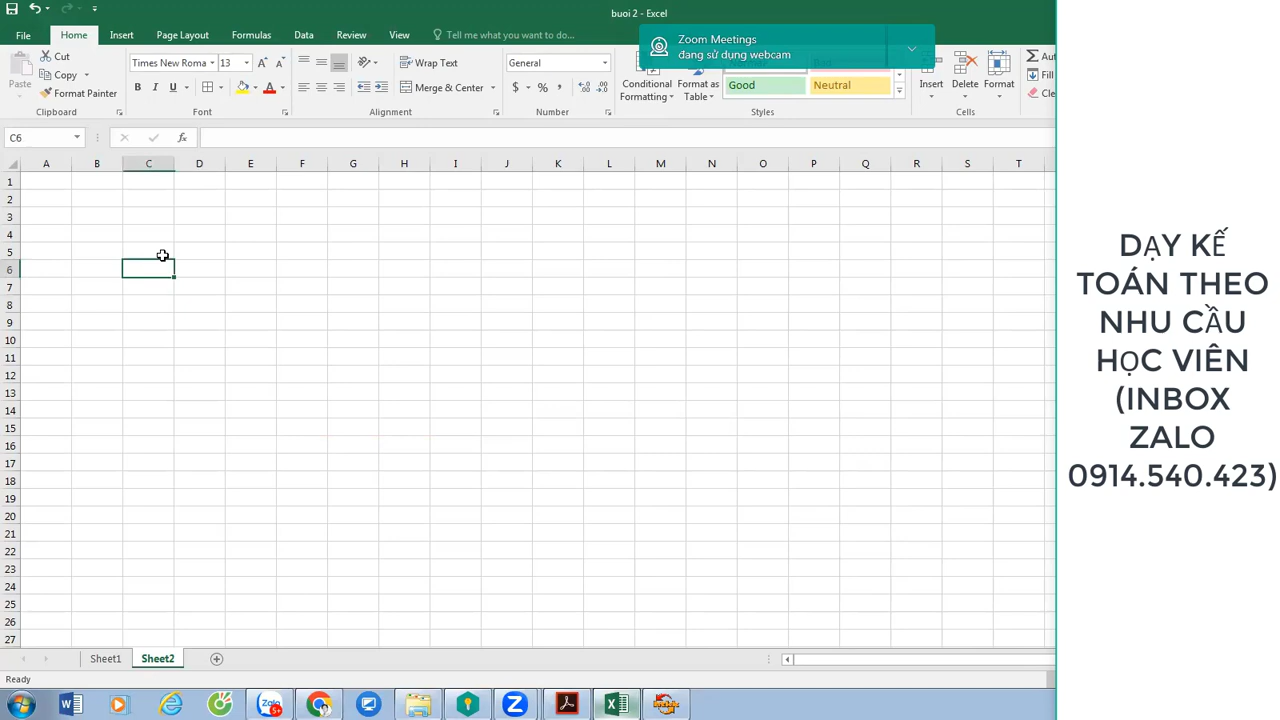 buoi 2 - Excel
File Home Insert Page Layout Formulas Data Review View Tell me what you want to do...
Zoom Meetings
đang sử dụng webcam
Cut
Copy
Format Painter
Paste
Clipboard
Times New Roma 13
B I U
Font
Wrap Text
Merge & Center
Alignment
General
$ % ,
Number
Conditional
Formatting
Format as
Table
Good
Neutral
Styles
Insert Delete Format
Cells
Fill
C6
fx
A B C D E F G H I J K L M N O P Q R S T
1
2
3
4
5
6
7
8
9
10
11
12
13
14
15
16
17
18
19
20
21
22
23
24
25
26
27
Sheet1 Sheet2
Ready
Zalo
5+
DẠY KẾ
TOÁN THEO
NHU CẦU
HỌC VIÊN
(INBOX
ZALO
0914.540.423)